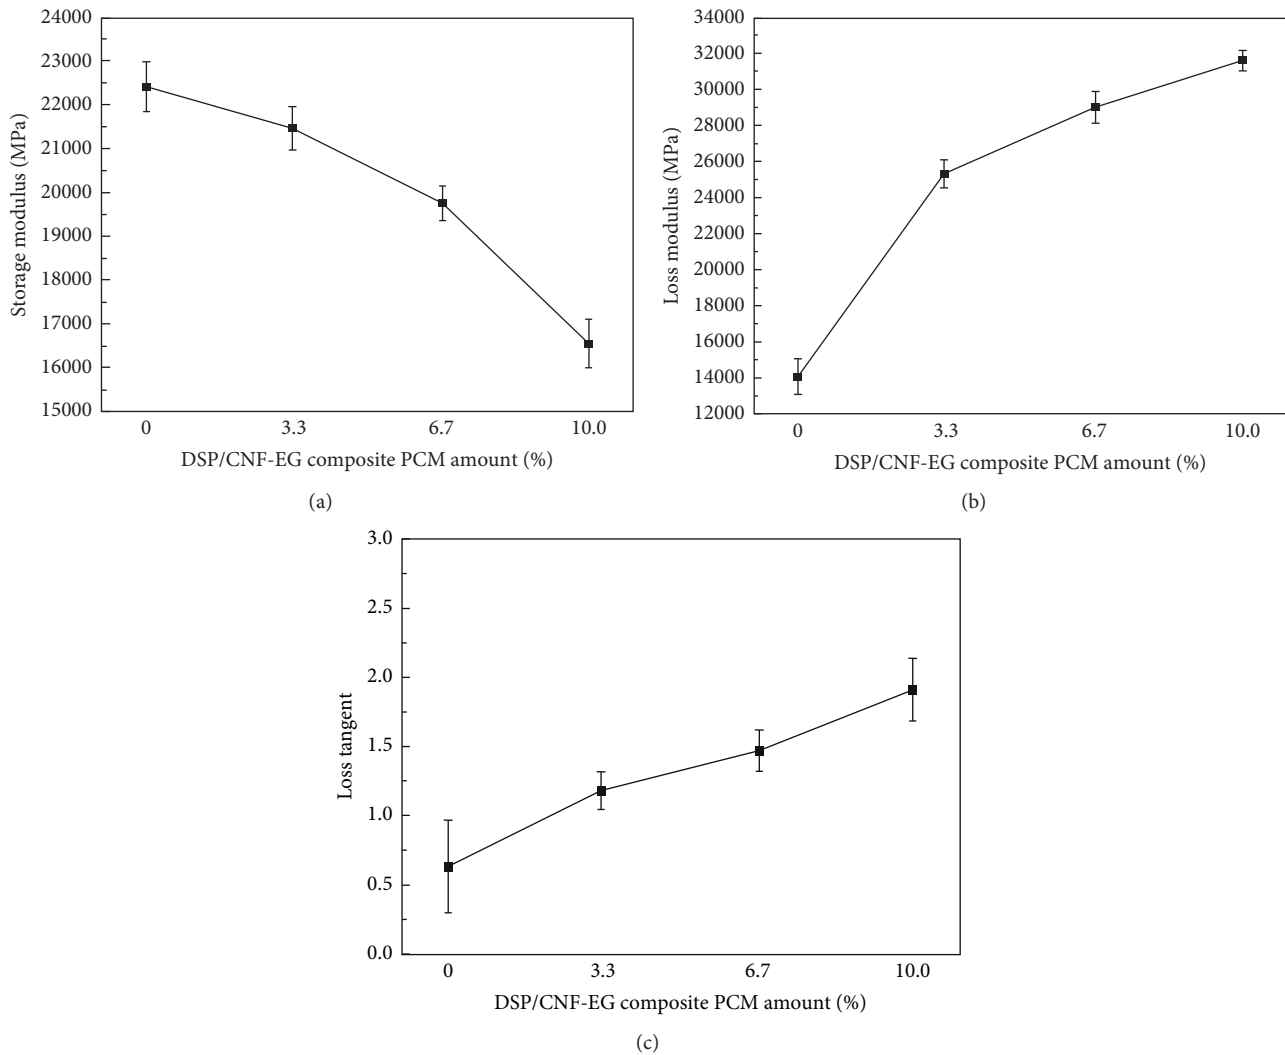 24000
23000
22000
21000
20000
19000
18000
17000
16000
15000
Storage modulus (MPa)
0 3.3 6.7 10.0
DSP/CNF-EG composite PCM amount (%)
(a)
34000
32000
30000
28000
26000
24000
22000
20000
18000
16000
14000
12000
Loss modulus (MPa)
0 3.3 6.7 10.0
DSP/CNF-EG composite PCM amount (%)
(b)
3.0
2.5
2.0
1.5
1.0
0.5
0.0
Loss tangent
0 3.3 6.7 10.0
DSP/CNF-EG composite PCM amount (%)
(c)